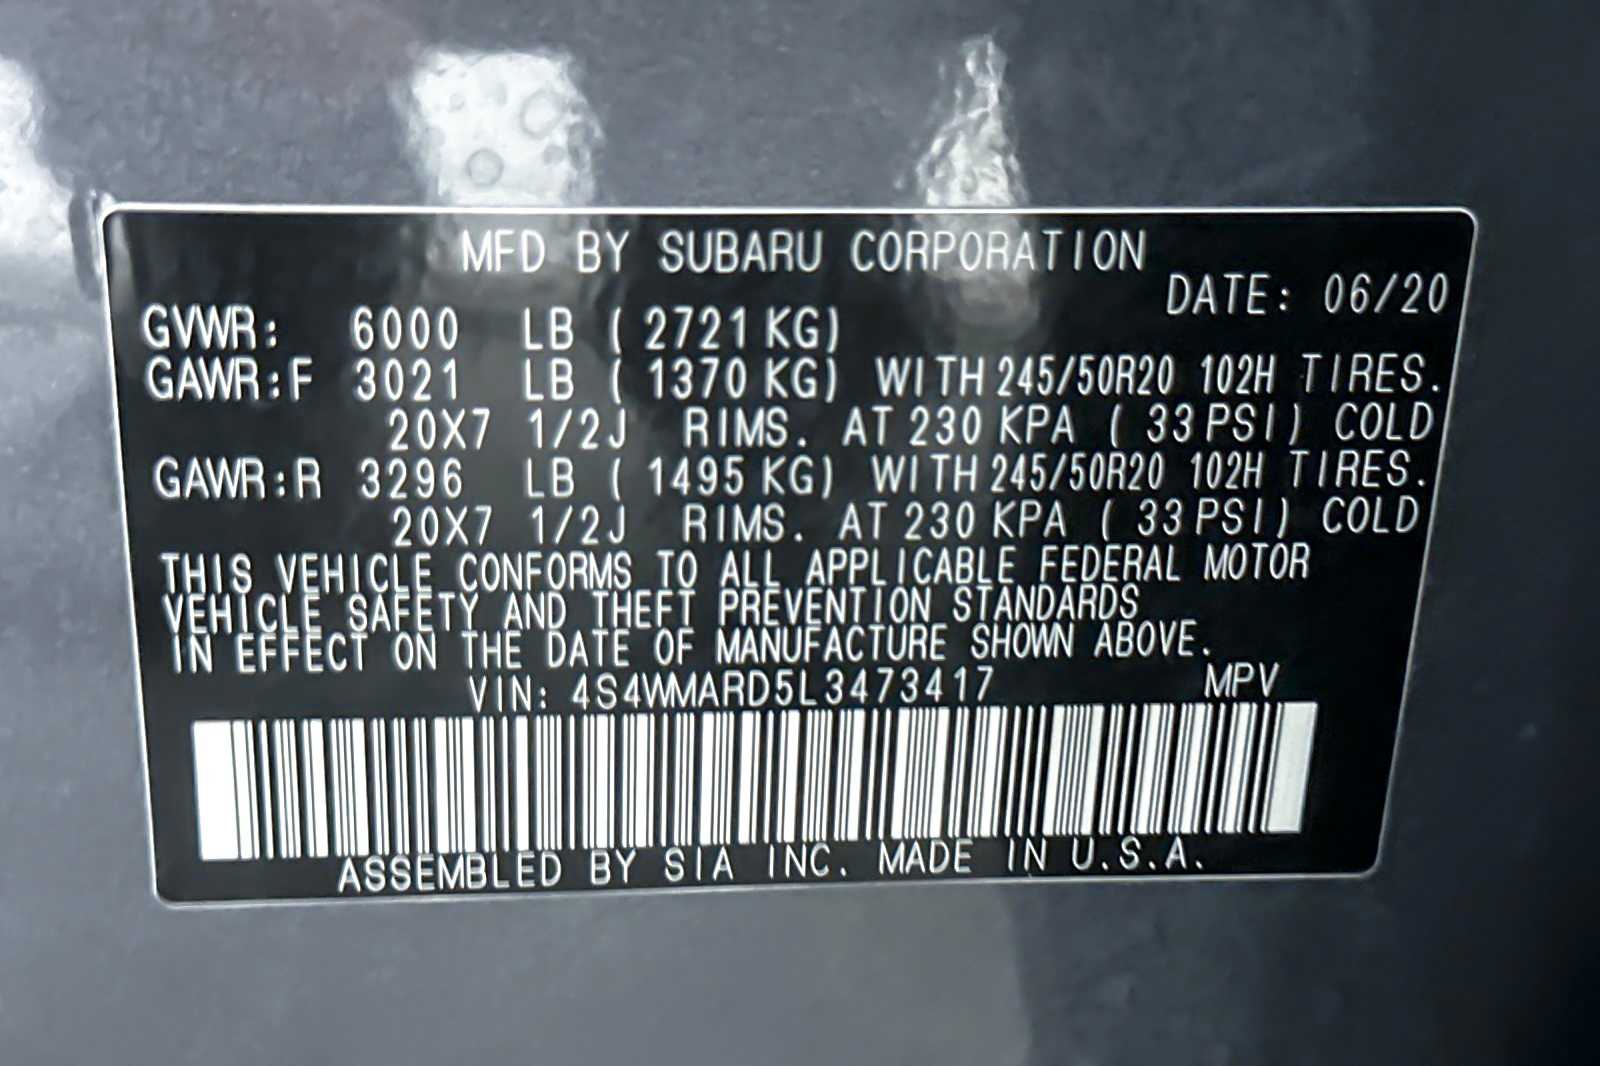 MFD BY SUBARU CORPORATION
DATE: 06/20
GVWR: 6000 LB ( 2721 KG)
GAWR:F 3021 LB ( 1370 KG) WITH 245/50R20 102H TIRES.
20X7 1/2J RIMS. AT 230 KPA ( 33 PSI) COLD
GAWR:R 3296 LB ( 1495 KG) WITH 245/50R20 102H TIRES.
20X7 1/2J RIMS. AT 230 KPA ( 33 PSI) COLD
THIS VEHICLE CONFORMS TO ALL APPLICABLE FEDERAL MOTOR
VEHICLE SAFETY AND THEFT PREVENTION STANDARDS
IN EFFECT ON THE DATE OF MANUFACTURE SHOWN ABOVE.
VIN: 4S4WMARD5L3473417 MPV
ASSEMBLED BY SIA INC. MADE IN U.S.A.